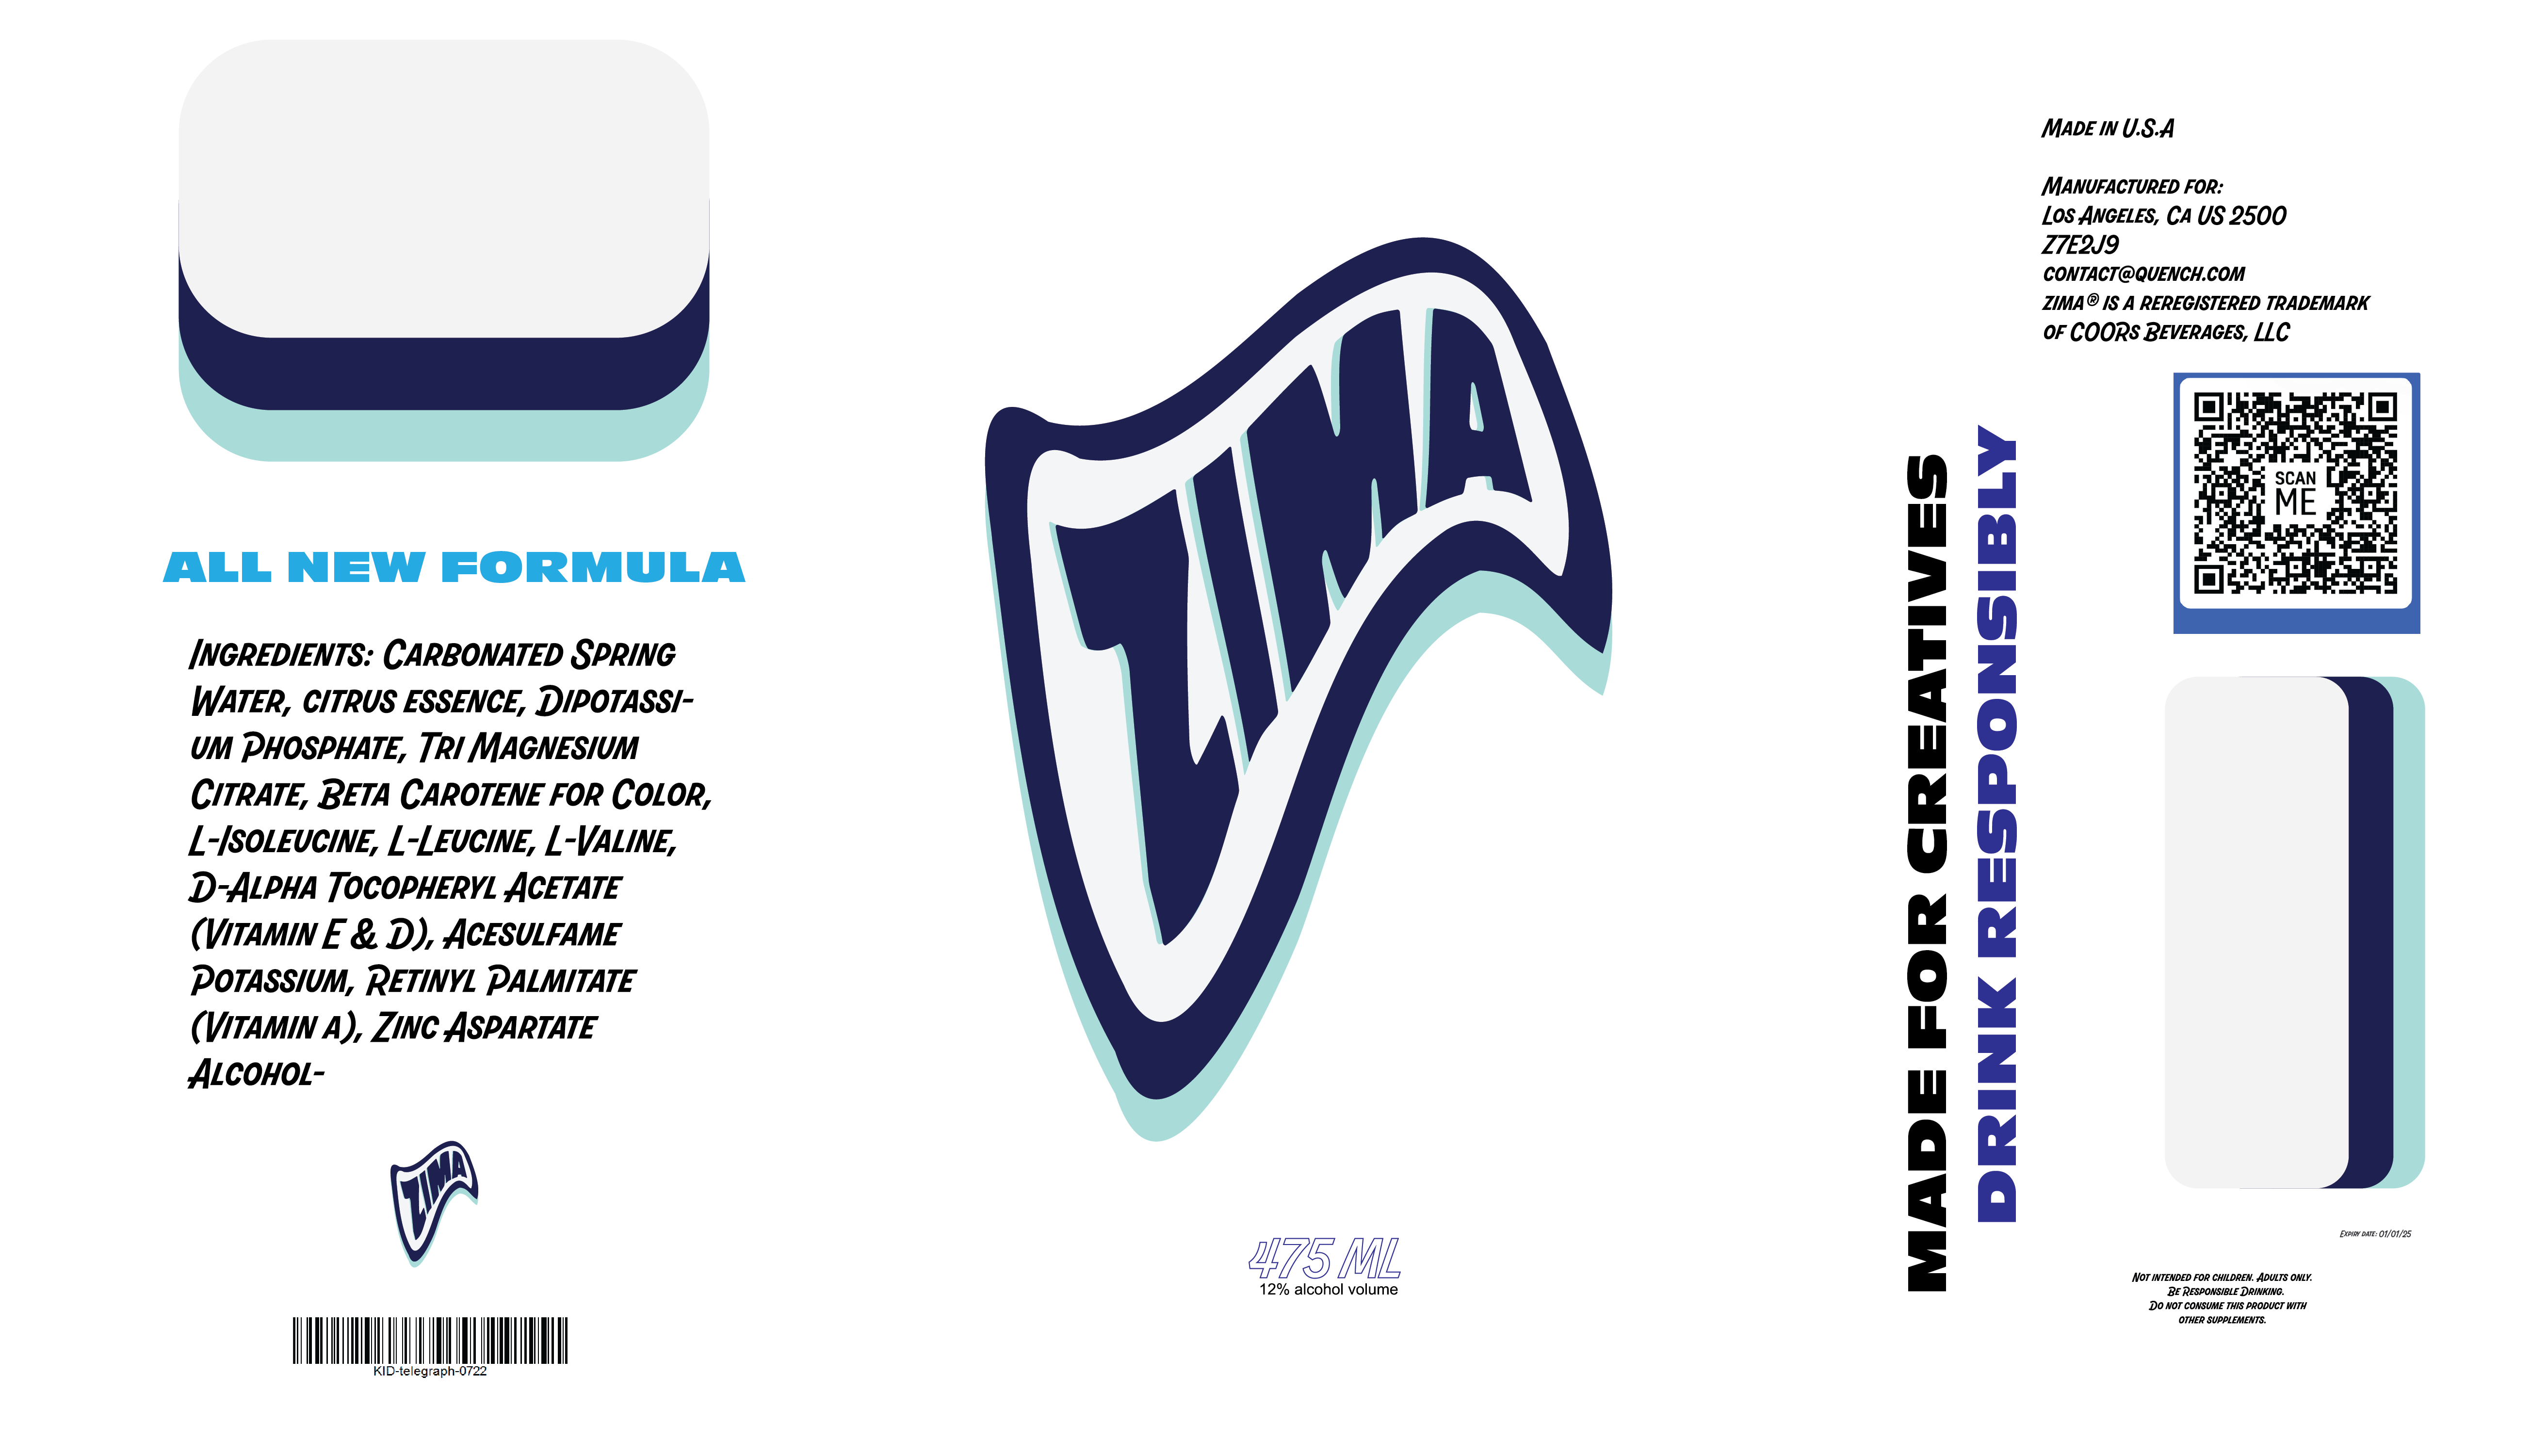 ALL NEW FORMULA
Ingredients: Carbonated Spring
Water, citrus essence, Dipotassi-
um Phosphate, Tri Magnesium
Citrate, Beta Carotene for Color,
L-Isoleucine, L-Leucine, L-Valine,
D-Alpha Tocopheryl Acetate
(Vitamin E & D), Acesulfame
Potassium, Retinyl Palmitate
(Vitamin A), Zinc Aspartate
Alcohol-
ZIMA
KID-telegraph-0722
ZIMA
475 ML
12% alcohol volume
MADE FOR CREATIVES
DRINK RESPONSIBLY
Made in U.S.A
Manufactured for:
Los Angeles, Ca US 2500
Z7E2J9
contact@quench.com
zima® is a reregistered trademark
of COORs Beverages, LLC
SCAN
ME
Expiry date: 01/01/25
Not intended for children. Adults only.
Be Responsible Drinking.
Do not consume this product with
other supplements.